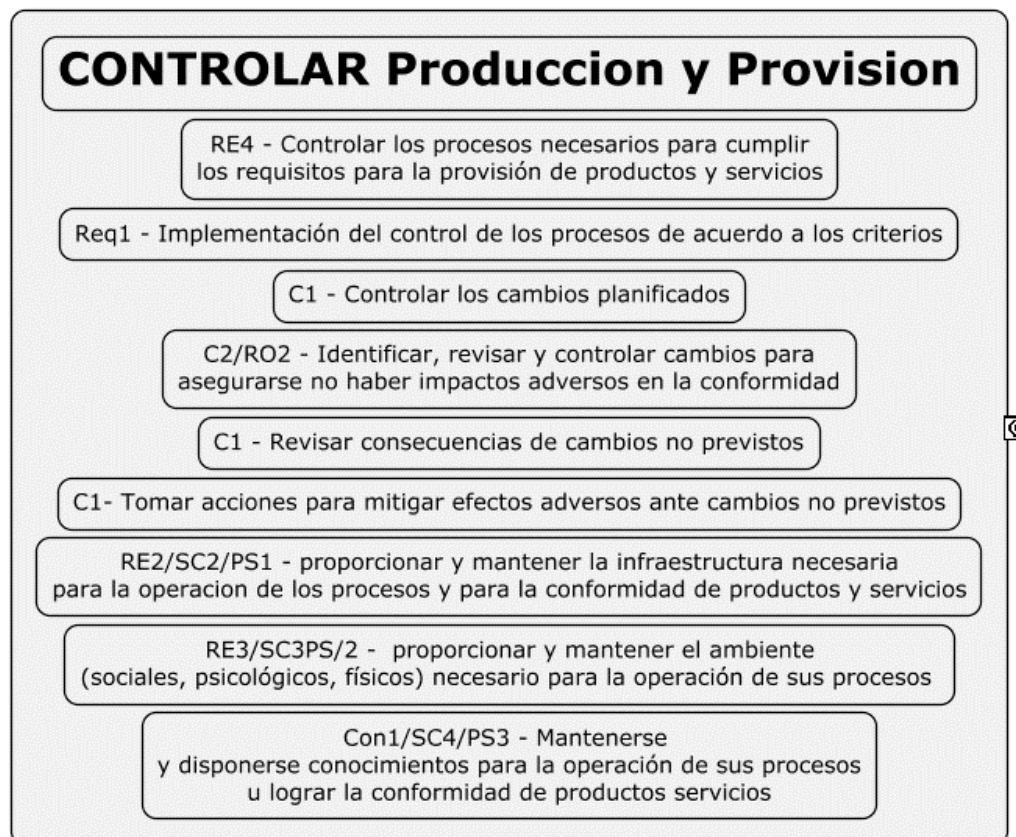 CONTROLAR Produccion y Provision
RE4 - Controlar los procesos necesarios para cumplir
los requisitos para la provisión de productos y servicios
Req1 - Implementación del control de los procesos de acuerdo a los criterios
C1 - Controlar los cambios planificados
C2/RO2 - Identificar, revisar y controlar cambios para
asegurarse no haber impactos adversos en la conformidad
C1 - Revisar consecuencias de cambios no previstos
C1- Tomar acciones para mitigar efectos adversos ante cambios no previstos
RE2/SC2/PS1 - proporcionar y mantener la infraestructura necesaria
para la operacion de los procesos y para la conformidad de productos y servicios
RE3/SC3PS/2 - proporcionar y mantener el ambiente
(sociales, psicológicos, físicos) necesario para la operación de sus procesos
Con1/SC4/PS3 - Mantenerse
y disponerse conocimientos para la operación de sus procesos
u lograr la conformidad de productos servicios